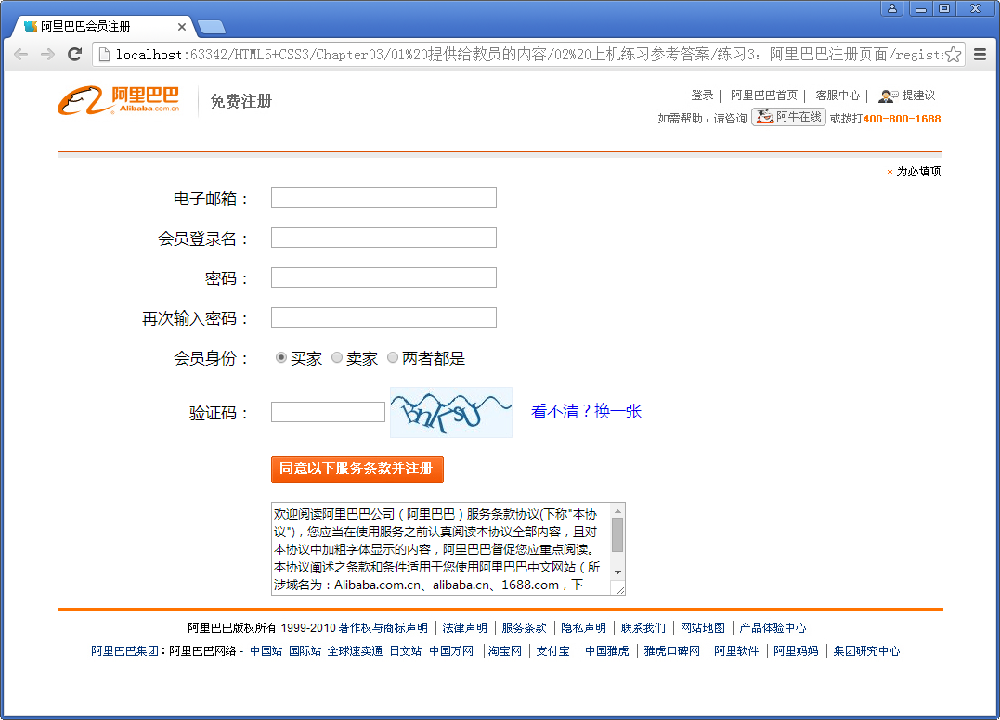 阿里巴巴会员注册
localhost:63342/HTML5+CSS3/Chapter03/01%20提供给教员的内容/02%20上机练习参考答案/练习3：阿里巴巴注册页面/registe
阿里巴巴 Alibaba.com.cn 免费注册
登录 | 阿里巴巴首页 | 客服中心 | 提建议
如需帮助，请咨询 阿牛在线 或拨打400-800-1688
* 为必填项
电子邮箱：
会员登录名：
密码：
再次输入密码：
会员身份： 买家 卖家 两者都是
验证码： 看不清？换一张
同意以下服务条款并注册
欢迎阅读阿里巴巴公司（阿里巴巴）服务条款协议(下称"本协
议")，您应当在使用服务之前认真阅读本协议全部内容，且对
本协议中加粗字体显示的内容，阿里巴巴督促您应重点阅读。
本协议阐述之条款和条件适用于您使用阿里巴巴中文网站（所
涉域名为：Alibaba.com.cn、alibaba.cn、1688.com，下
阿里巴巴版权所有 1999-2010 著作权与商标声明 | 法律声明 | 服务条款 | 隐私声明 | 联系我们 | 网站地图 | 产品体验中心
阿里巴巴集团：阿里巴巴网络 - 中国站 国际站 全球速卖通 日文站 中国万网 | 淘宝网 | 支付宝 | 中国雅虎 | 雅虎口碑网 | 阿里软件 | 阿里妈妈 | 集团研究中心